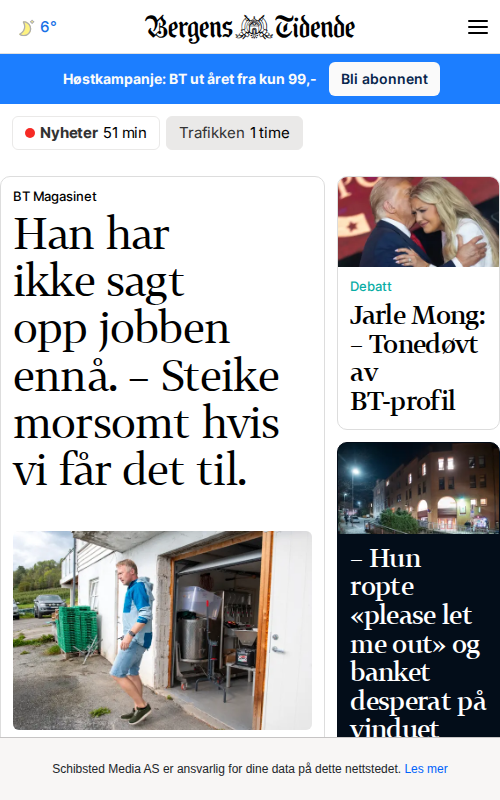 6°
Bergens Tidende
Høstkampanje: BT ut året fra kun 99,-
Bli abonnent
Nyheter 51 min
Trafikken 1 time
BT Magasinet
Han har
ikke sagt
opp jobben
ennå. – Steike
morsomt hvis
vi får det til.
Debatt
Jarle Mong:
– Tonedøvt
av
BT-profil
– Hun
ropte
«please let
me out» og
banket
desperat på
vinduet
Schibsted Media AS er ansvarlig for dine data på dette nettstedet. Les mer